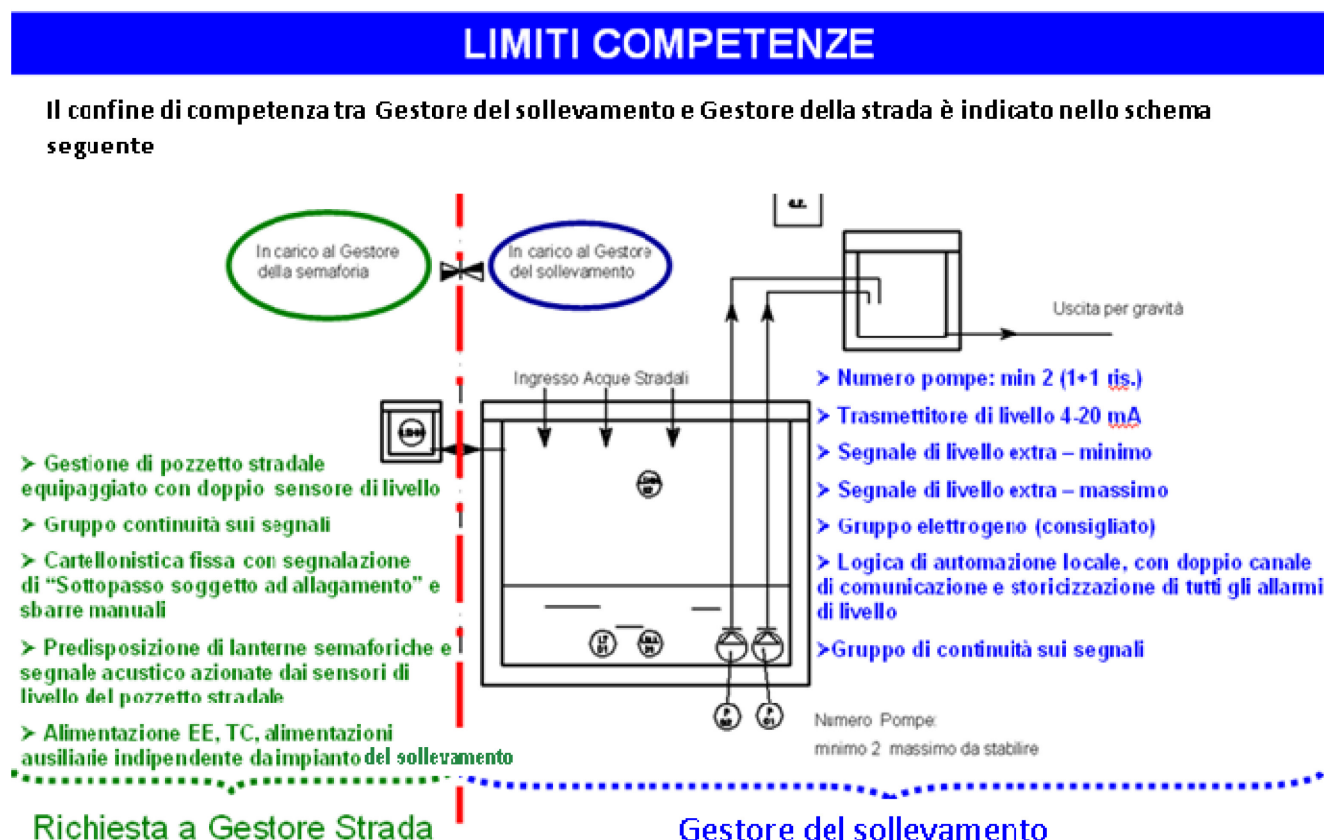 LIMITI COMPETENZE
Il confine di competenza tra Gestore del sollevamento e Gestore della strada è indicato nello schema
seguente
In carico al Gestore
della semaforia
In carico al Gestore
del sollevamento
Uscita per gravità
Ingresso Acque Stradali
➢ Gestione di pozzetto stradale
equipaggiato con doppio sensore di livello
➢ Gruppo continuità sui segnali
➢ Cartellonistica fissa con segnalazione
di “Sottopasso soggetto ad allagamento” e
sbarre manuali
➢ Predisposizione di lanterne semaforiche e
segnale acustico azionate dai sensori di
livello del pozzetto stradale
➢ Alimentazione EE, TC, alimentazioni
ausiliarie indipendente da impianto del sollevamento
➢ Numero pompe: min 2 (1+1 ris.)
➢ Trasmettitore di livello 4-20 mA
➢ Segnale di livello extra – minimo
➢ Segnale di livello extra – massimo
➢ Gruppo elettrogeno (consigliato)
➢ Logica di automazione locale, con doppio canale
di comunicazione e storicizzazione di tutti gli allarmi
di livello
➢Gruppo di continuità sui segnali
LT
01
P
02
P
01
Numero Pompe:
minimo 2 massimo da stabilire
Richiesta a Gestore Strada
Gestore del sollevamento